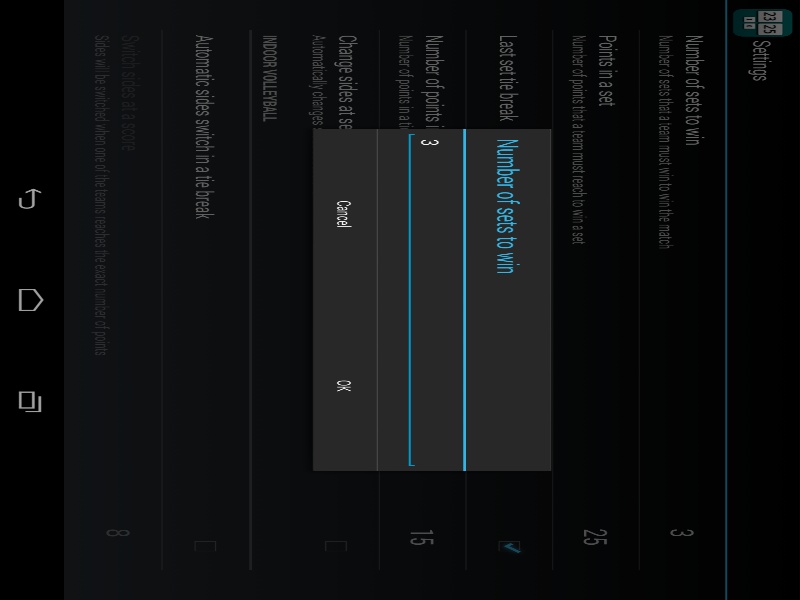 23 25
Settings
Number of sets to win
Number of sets that a team must win to win the match
3
Points in a set
Number of points that a team must reach to win a set
25
Last set tie break
Number of points i
Number of points in a ti
15
Change sides at se
Automatically changes s
INDOOR VOLLEYBALL
Automatic sides switch in a tie break
Switch sides at a score
Sides will be switched when one of the teams reaches the exact number of points
8
Number of sets to win
3
Cancel
OK